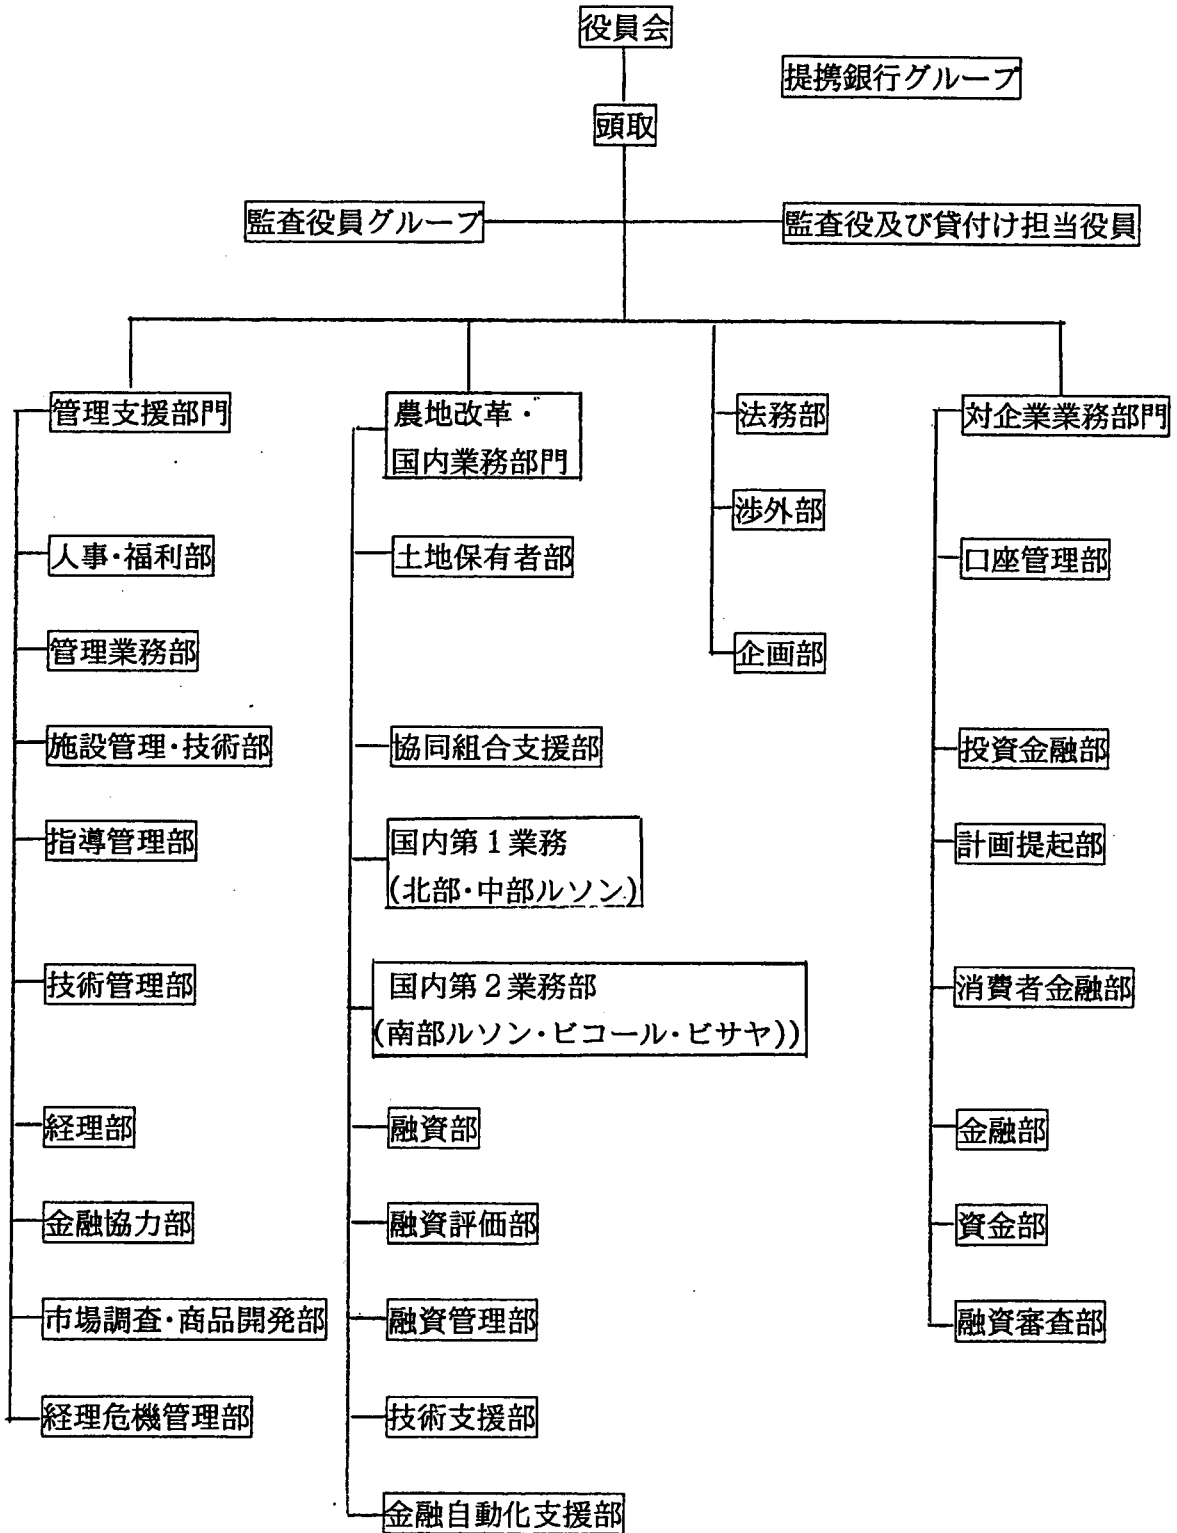 役員会
提携銀行グループ
頭取
監査役員グループ
監査役及び貸付け担当役員
管理支援部門
人事・福利部
管理業務部
施設管理・技術部
指導管理部
技術管理部
経理部
金融協力部
市場調査・商品開発部
経理危機管理部
農地改革・
国内業務部門
土地保有者部
協同組合支援部
国内第1業務
(北部・中部ルソン)
国内第2業務部
(南部ルソン・ビコール・ビサヤ))
融資部
融資評価部
融資管理部
技術支援部
金融自動化支援部
法務部
渉外部
企画部
対企業業務部門
口座管理部
投資金融部
計画提起部
消費者金融部
金融部
資金部
融資審査部